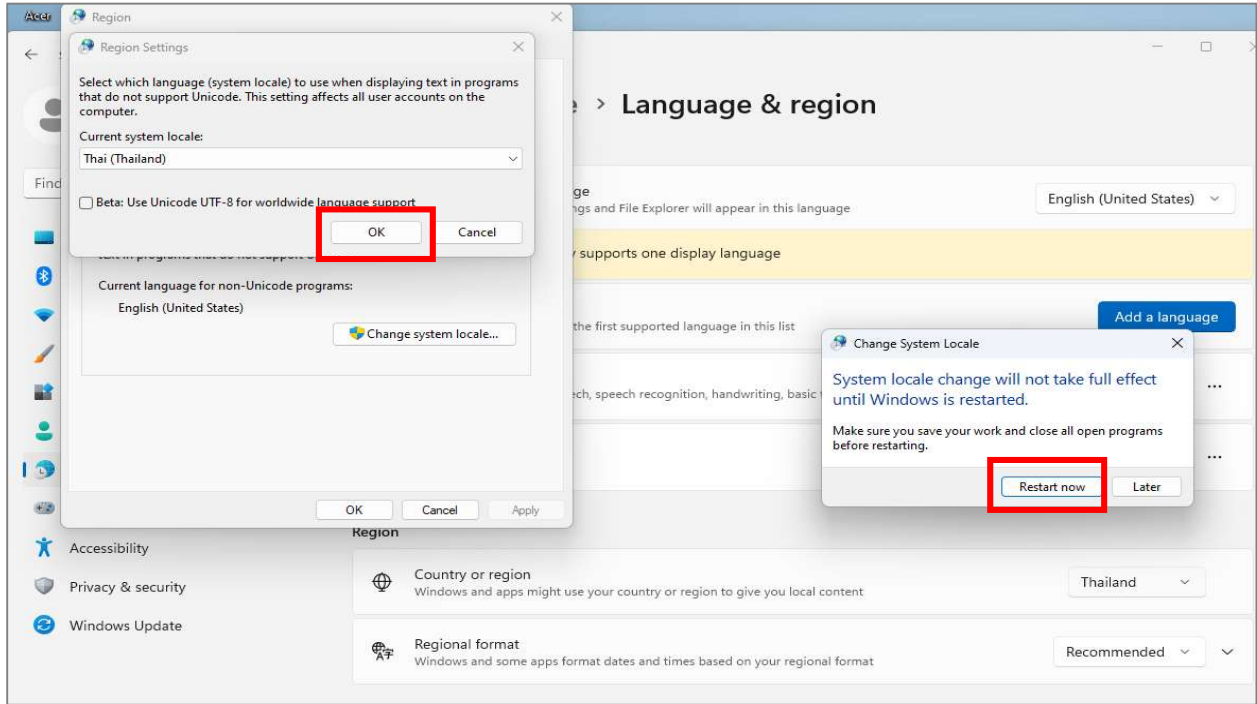 Acer
Region
Region Settings
Select which language (system locale) to use when displaying text in programs
that do not support Unicode. This setting affects all user accounts on the
computer.
Current system locale:
Thai (Thailand)
Beta: Use Unicode UTF-8 for worldwide language support
OK
Cancel
Current language for non-Unicode programs:
English (United States)
Change system locale...
OK
Cancel
Apply
> Language & region
Find
English (United States)
ngs and File Explorer will appear in this language
supports one display language
Add a language
the first supported language in this list
ech, speech recognition, handwriting, basic
Change System Locale
System locale change will not take full effect
until Windows is restarted.
Make sure you save your work and close all open programs
before restarting.
Restart now
Later
Accessibility
Privacy & security
Windows Update
Region
Country or region
Windows and apps might use your country or region to give you local content
Thailand
Regional format
Windows and some apps format dates and times based on your regional format
Recommended